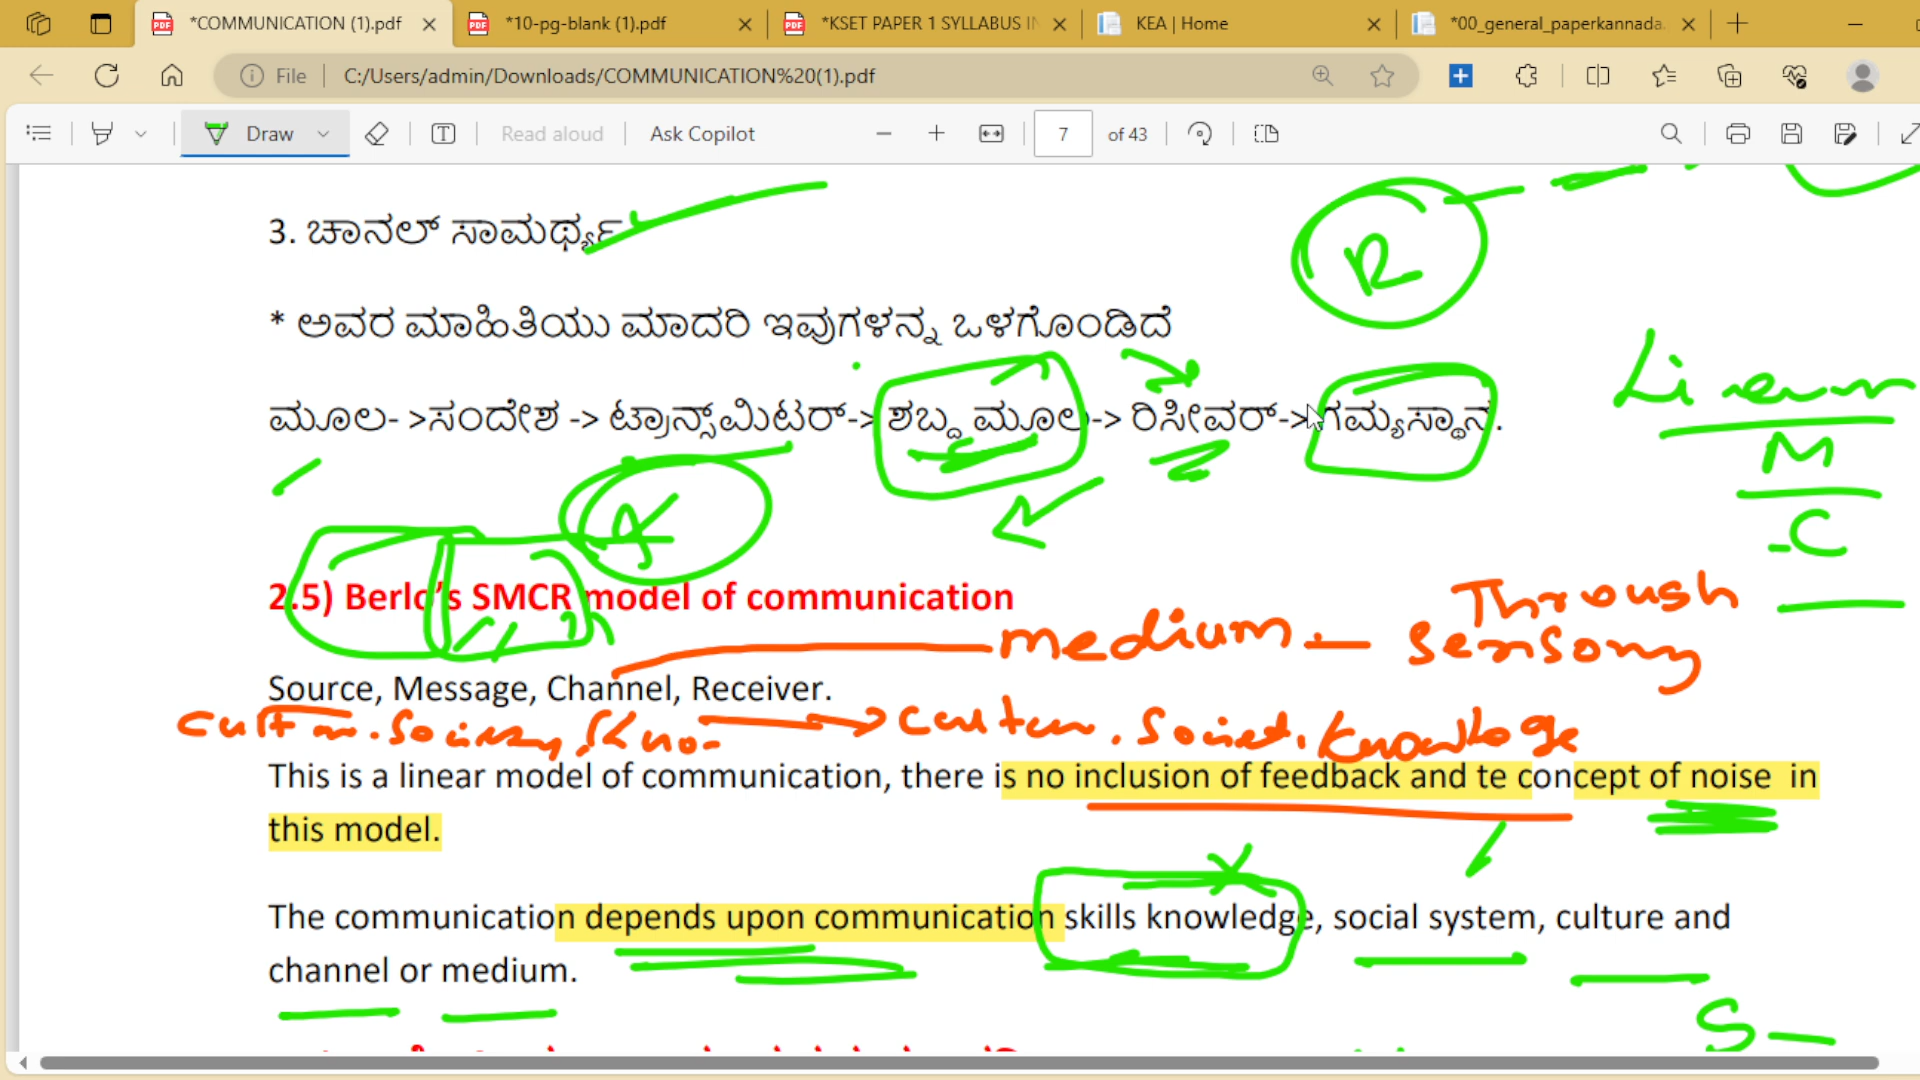 *COMMUNICATION (1).pdf
*10-pg-blank (1).pdf
*KSET PAPER 1 SYLLABUS IN
KEA | Home
*00_general_paperkannada.
File
C:/Users/admin/Downloads/COMMUNICATION%20(1).pdf
Draw
Read aloud
Ask Copilot
7 of 43
3. ಚಾನಲ್ ಸಾಮರ್ಥ್ಯ
R
* ಅವರ ಮಾಹಿತಿಯು ಮಾದರಿ ಇವುಗಳನ್ನ ಒಳಗೊಂಡಿದೆ
ಮೂಲ- >ಸಂದೇಶ -> ಟ್ರಾನ್ಸ್‌ಮಿಟರ್-> ಶಬ್ದ ಮೂಲ-> ರಿಸೀವರ್->ಗಮ್ಯಸ್ಥಾನ.
M
C
2.5) Berlo's SMCR model of communication
Through
medium - Sensory
Source, Message, Channel, Receiver.
This is a linear model of communication, there is no inclusion of feedback and te concept of noise in
this model.
The communication depends upon communication skills knowledge, social system, culture and
channel or medium.
S